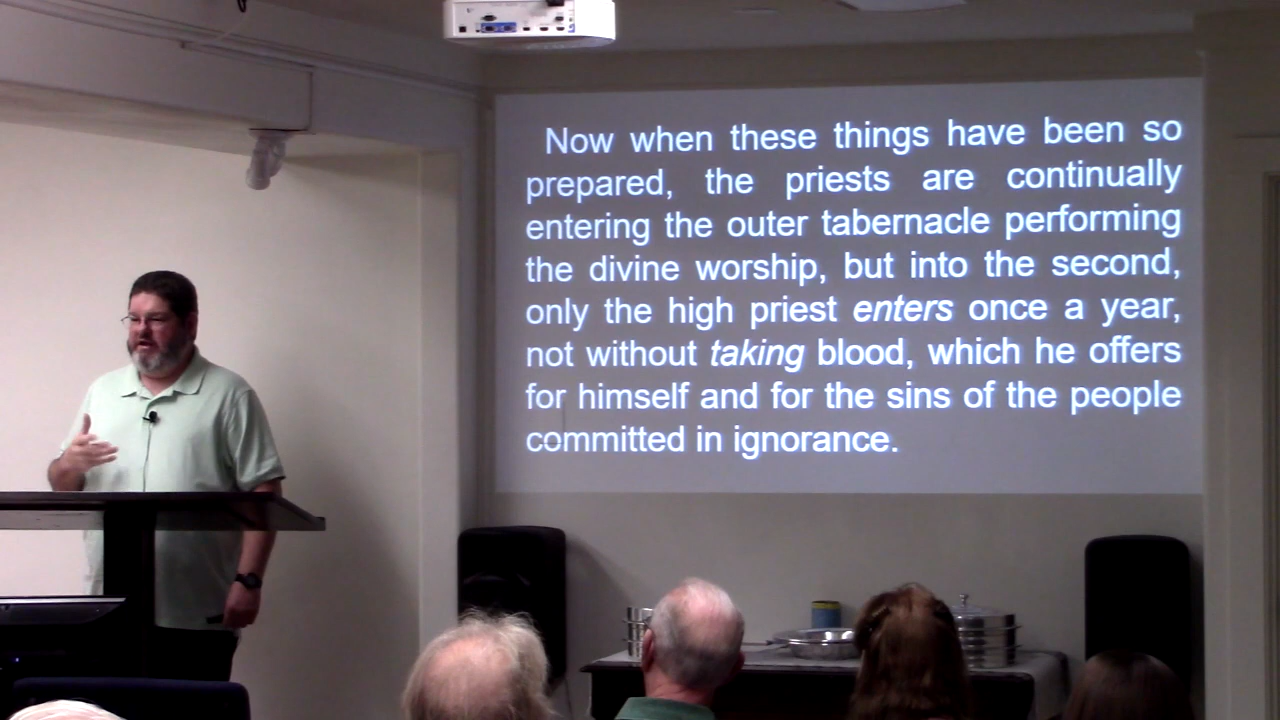 Now when these things have been so
prepared, the priests are continually
entering the outer tabernacle performing
the divine worship, but into the second,
only the high priest enters once a year,
not without taking blood, which he offers
for himself and for the sins of the people
committed in ignorance.